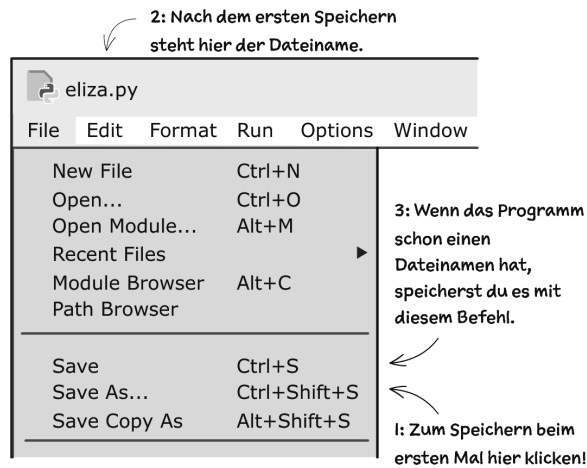 2: Nach dem ersten Speichern
steht hier der Dateiname.
eliza.py
File Edit Format Run Options Window
New File Ctrl+N
Open... Ctrl+O
Open Module... Alt+M
Recent Files
Module Browser Alt+C
Path Browser
Save Ctrl+S
Save As... Ctrl+Shift+S
Save Copy As Alt+Shift+S
3: Wenn das Programm
schon einen
Dateinamen hat,
speicherst du es mit
diesem Befehl.
1: Zum Speichern beim
ersten Mal hier klicken!